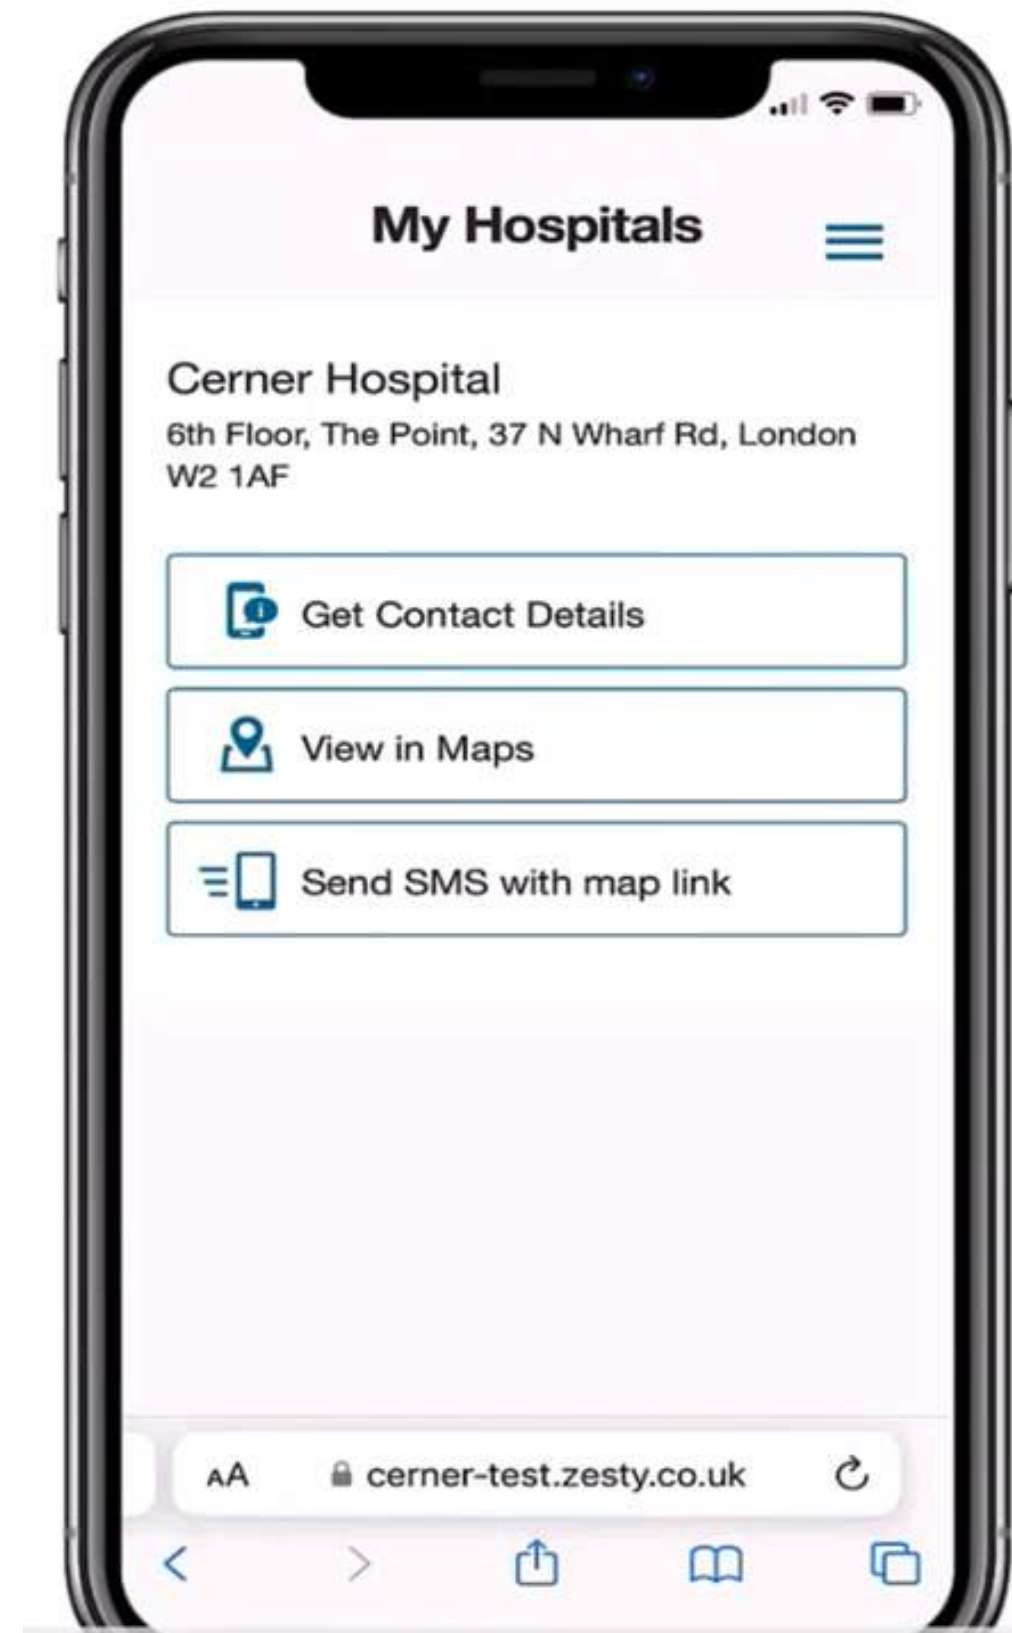 My Hospitals
Cerner Hospital
6th Floor, The Point, 37 N Wharf Rd, London
W2 1AF
Get Contact Details
View in Maps
Send SMS with map link
AA
cerner-test.zesty.co.uk